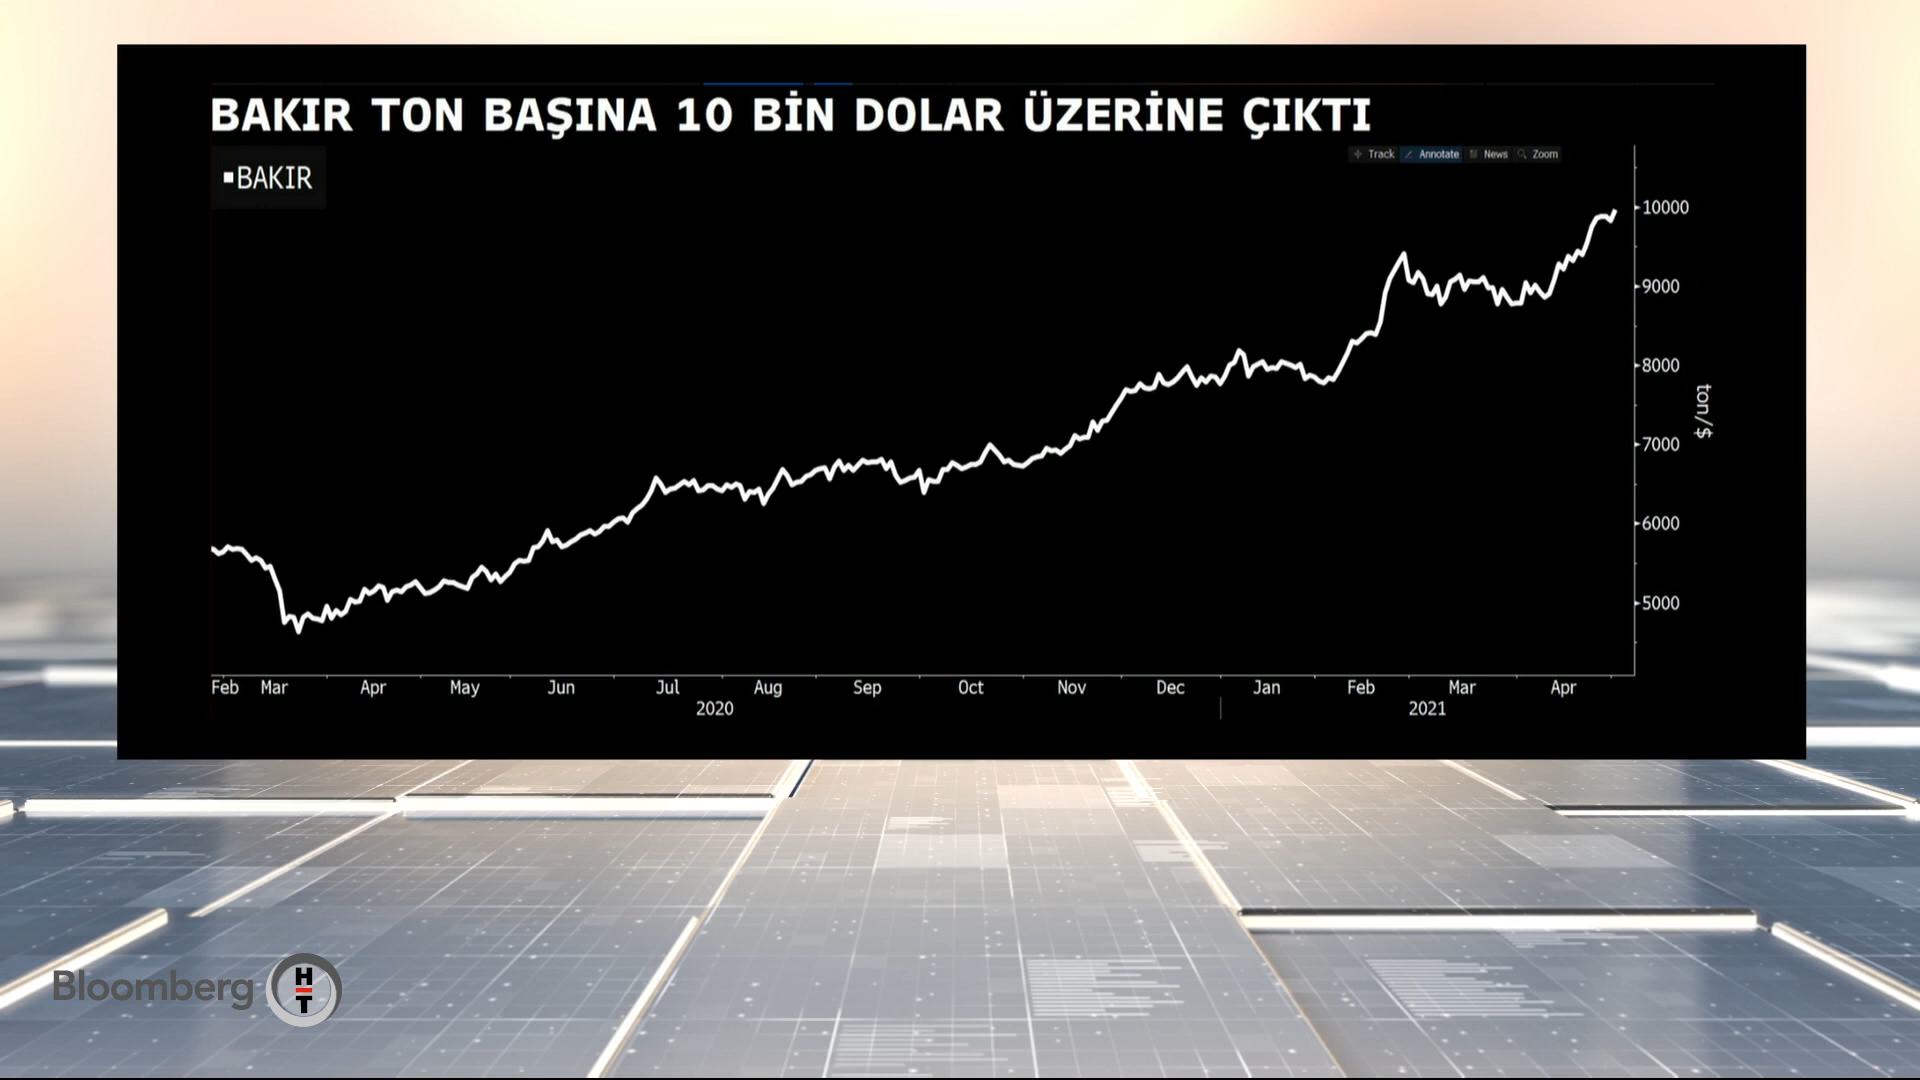 BAKIR TON BAŞINA 10 BİN DOLAR ÜZERİNE ÇIKTI
Track Annotate News Zoom
BAKIR
10000
9000
8000
7000
6000
5000
ton/$
Feb Mar Apr May Jun Jul Aug Sep Oct Nov Dec Jan Feb Mar Apr
2020 2021
Bloomberg HT